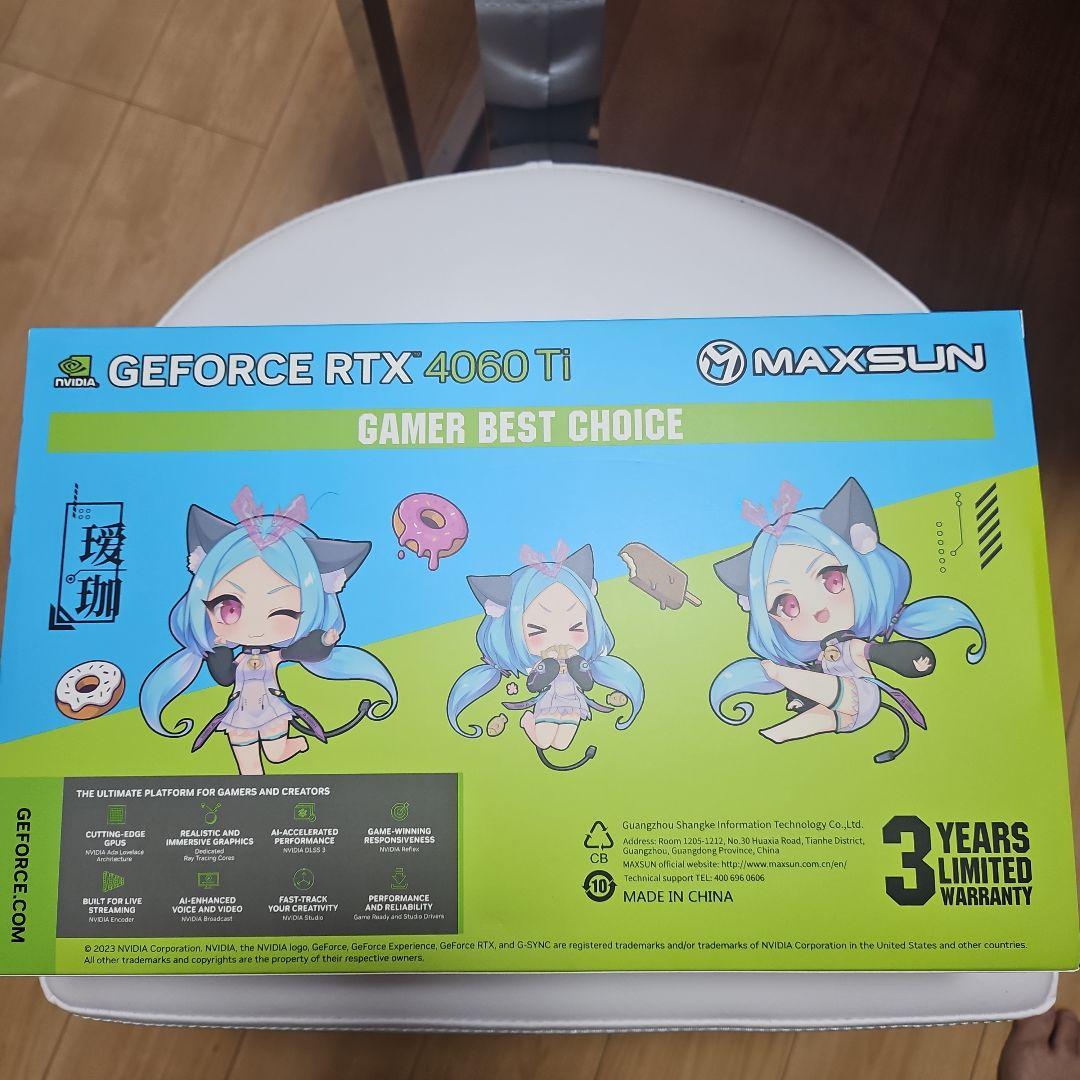 NVIDIA. GEFORCE RTX™ 4060 Ti
MAXSUN
GAMER BEST CHOICE
瑷珈
THE ULTIMATE PLATFORM FOR GAMERS AND CREATORS
CUTTING-EDGE
GPUS
NVIDIA Ada Lovelace
Architecture
REALISTIC AND
IMMERSIVE GRAPHICS
Dedicated
Ray Tracing Cores
AI-ACCELERATED
PERFORMANCE
NVIDIA DLSS 3
GAME-WINNING
RESPONSIVENESS
NVIDIA Reflex
BUILT FOR LIVE
STREAMING
NVIDIA Encoder
AI-ENHANCED
VOICE AND VIDEO
NVIDIA Broadcast
FAST-TRACK
YOUR CREATIVITY
NVIDIA Studio
PERFORMANCE
AND RELIABILITY
Game Ready and Studio Drivers
GEFORCE.COM
CB
10
Guangzhou Shangke Information Technology Co.,Ltd.
Address: Room 1205-1212, No.30 Huaxia Road, Tianhe District,
Guangzhou, Guangdong Province, China
MAXSUN official website: http://www.maxsun.com.cn/en/
Technical support TEL: 400 696 0606
MADE IN CHINA
3 YEARS
LIMITED
WARRANTY
© 2023 NVIDIA Corporation. NVIDIA, the NVIDIA logo, GeForce, GeForce Experience, GeForce RTX, and G-SYNC are registered trademarks and/or trademarks of NVIDIA Corporation in the United States and other countries.
All other trademarks and copyrights are the property of their respective owners.